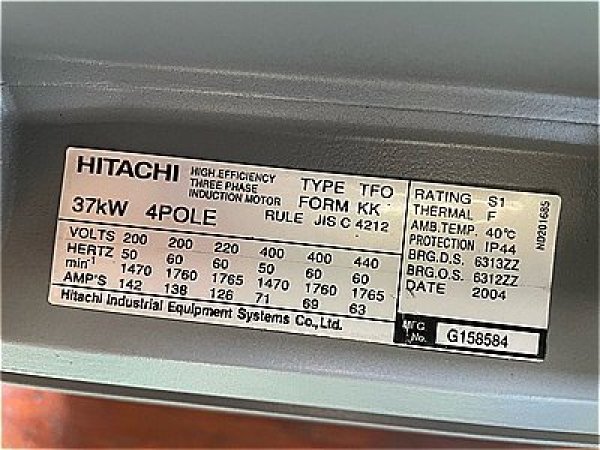 HITACHI HIGH EFFICIENCY THREE PHASE INDUCTION MOTOR TYPE TFO
FORM KK
37kW 4POLE RULE JIS C 4212
VOLTS 200 200 220 400 400 440
HERTZ 50 60 60 50 60 60
min-1 1470 1760 1765 1470 1760 1765
AMP'S 142 138 126 71 69 63
Hitachi Industrial Equipment Systems Co.,Ltd.
RATING S1
THERMAL F
AMB.TEMP. 40℃
PROTECTION IP44
BRG.D.S. 6313ZZ
BRG.O.S. 6312ZZ
DATE 2004
MFG No. G158584
ND201685